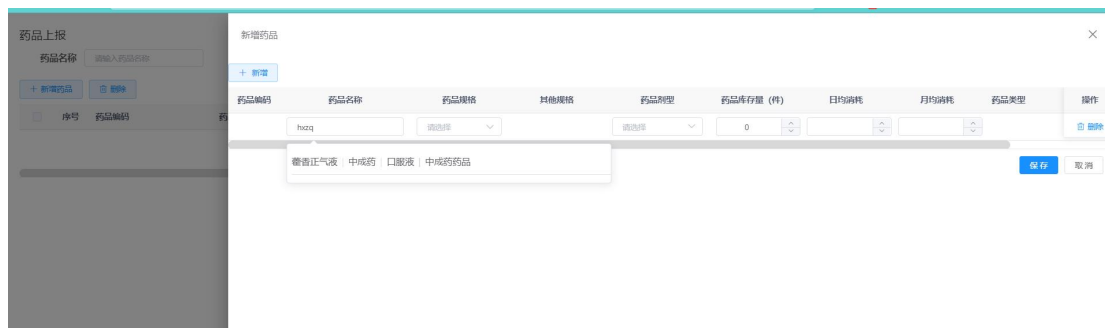 药品上报
药品名称 请输入药品名称
+ 新增药品 删除
序号 药品编码 药
新增药品
+ 新增
药品编码 药品名称 药品规格 其他规格 药品剂型 药品库存量（件） 日均消耗 月均消耗 药品类型 操作
hxzq 请选择 请选择 0 删除
藿香正气液 | 中成药 | 口服液 | 中成药药品
保存 取消